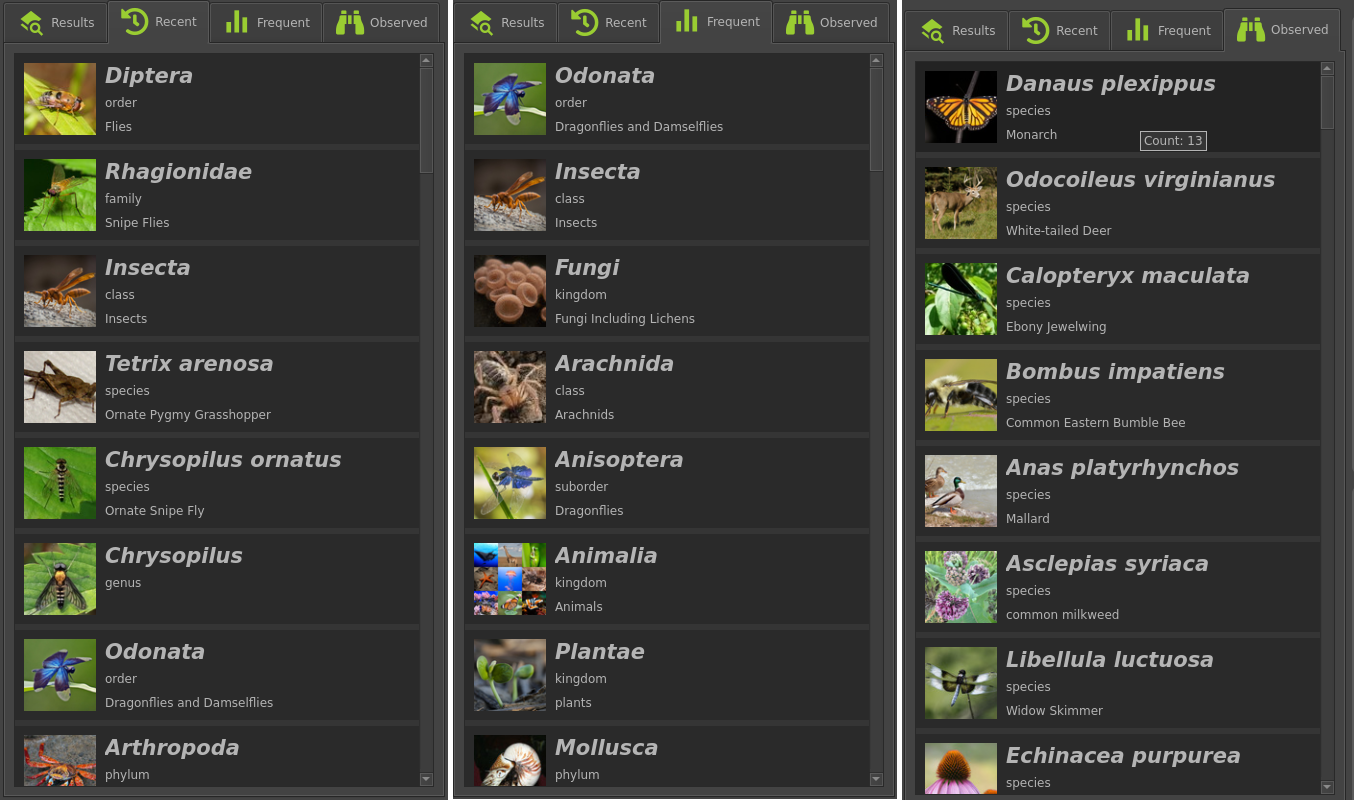 Results Recent Frequent Observed
Diptera
order
Flies
Rhagionidae
family
Snipe Flies
Insecta
class
Insects
Tetrix arenosa
species
Ornate Pygmy Grasshopper
Chrysopilus ornatus
species
Ornate Snipe Fly
Chrysopilus
genus
Odonata
order
Dragonflies and Damselflies
Arthropoda
phylum
Results Recent Frequent Observed
Odonata
order
Dragonflies and Damselflies
Insecta
class
Insects
Fungi
kingdom
Fungi Including Lichens
Arachnida
class
Arachnids
Anisoptera
suborder
Dragonflies
Animalia
kingdom
Animals
Plantae
kingdom
plants
Mollusca
phylum
Results Recent Frequent Observed
Danaus plexippus
species
Monarch
Count: 13
Odocoileus virginianus
species
White-tailed Deer
Calopteryx maculata
species
Ebony Jewelwing
Bombus impatiens
species
Common Eastern Bumble Bee
Anas platyrhynchos
species
Mallard
Asclepias syriaca
species
common milkweed
Libellula luctuosa
species
Widow Skimmer
Echinacea purpurea
species